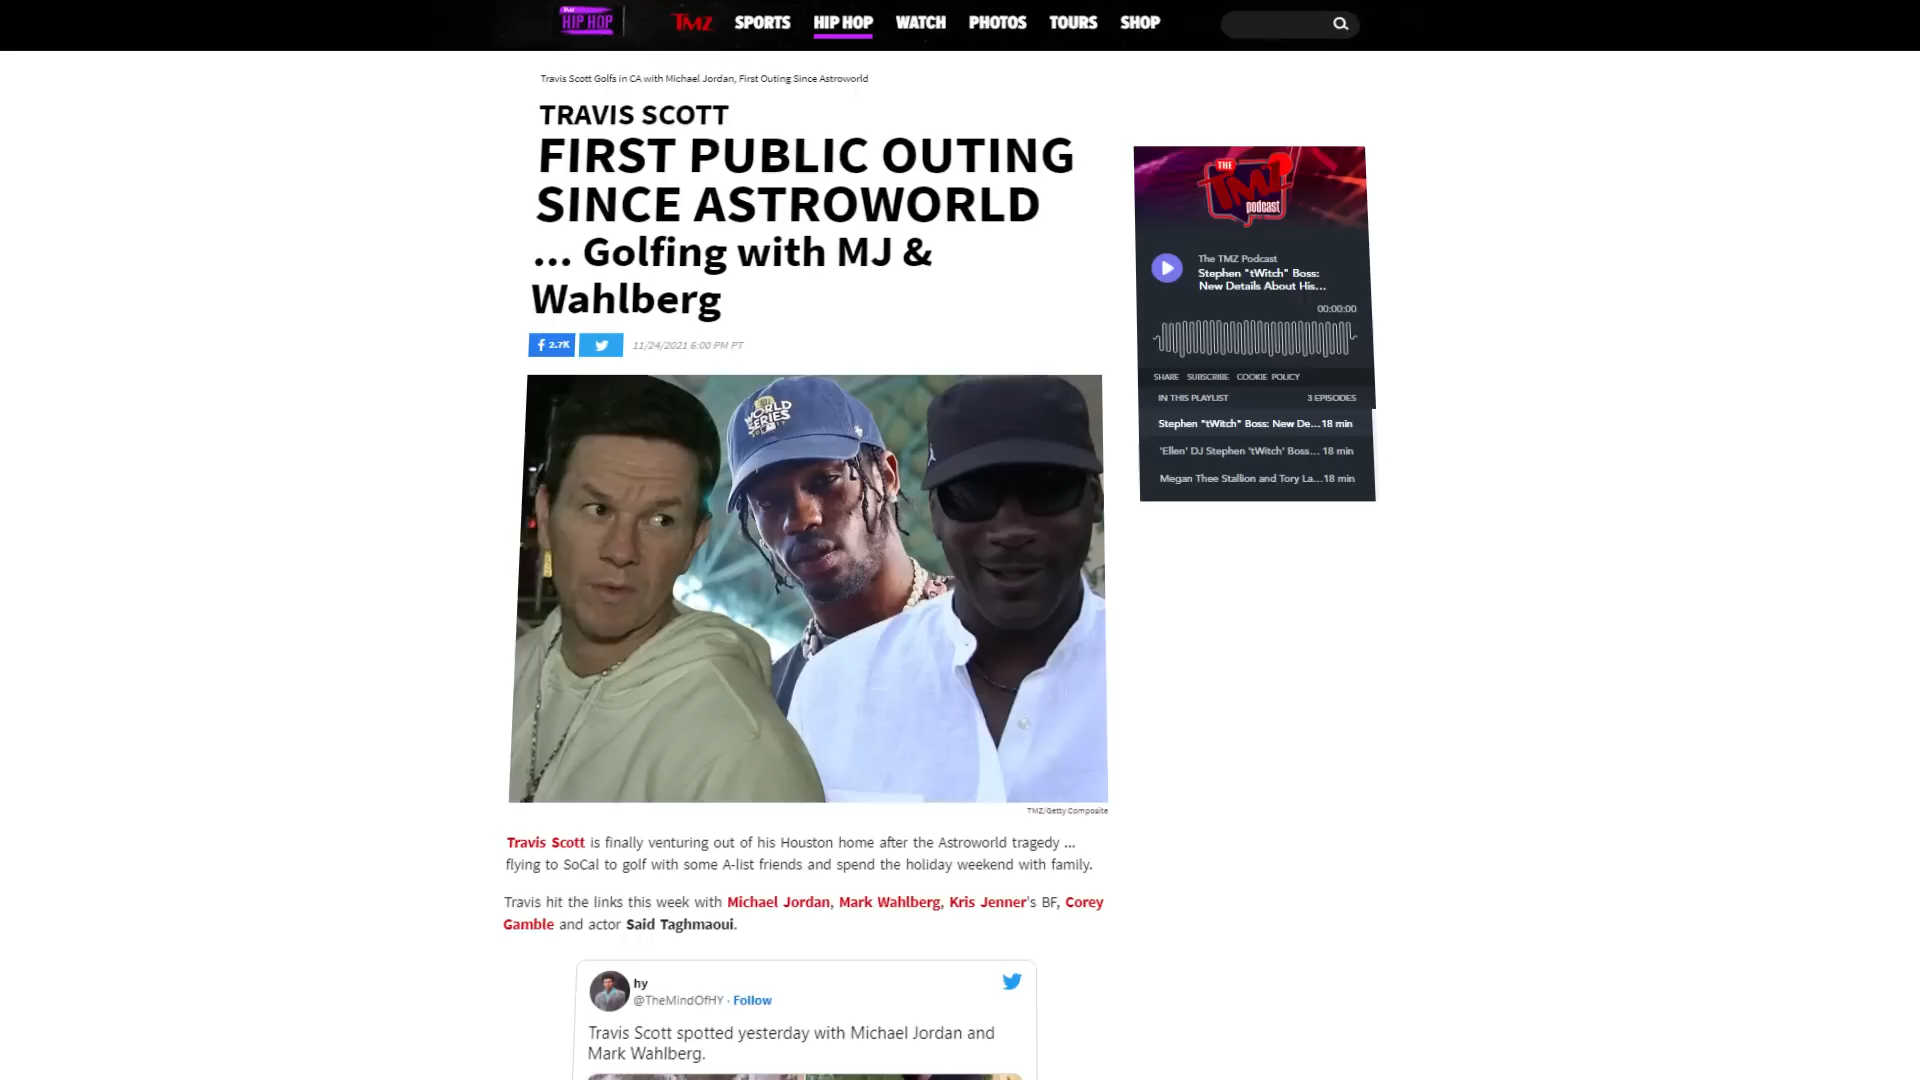 TMZ
HIP HOP
TMZ SPORTS HIP HOP WATCH PHOTOS TOURS SHOP
Travis Scott Golfs in CA with Michael Jordan, First Outing Since Astroworld
TRAVIS SCOTT
FIRST PUBLIC OUTING
SINCE ASTROWORLD
... Golfing with MJ &
Wahlberg
2.7K
11/24/2021 6:00 PM PT
WORLD
SERIES
THE
TMZ
podcast
The TMZ Podcast
Stephen "tWitch" Boss:
New Details About His...
00:00:00
SHARE SUBSCRIBE COOKIE POLICY
IN THIS PLAYLIST 3 EPISODES
Stephen "tWitch" Boss: New De... 18 min
'Ellen' DJ Stephen 'tWitch' Boss... 18 min
Megan Thee Stallion and Tory La... 18 min
TMZ/Getty Composite
Travis Scott is finally venturing out of his Houston home after the Astroworld tragedy ...
flying to SoCal to golf with some A-list friends and spend the holiday weekend with family.
Travis hit the links this week with Michael Jordan, Mark Wahlberg, Kris Jenner's BF, Corey
Gamble and actor Said Taghmaoui.
hy
@TheMindOfHY · Follow
Travis Scott spotted yesterday with Michael Jordan and
Mark Wahlberg.